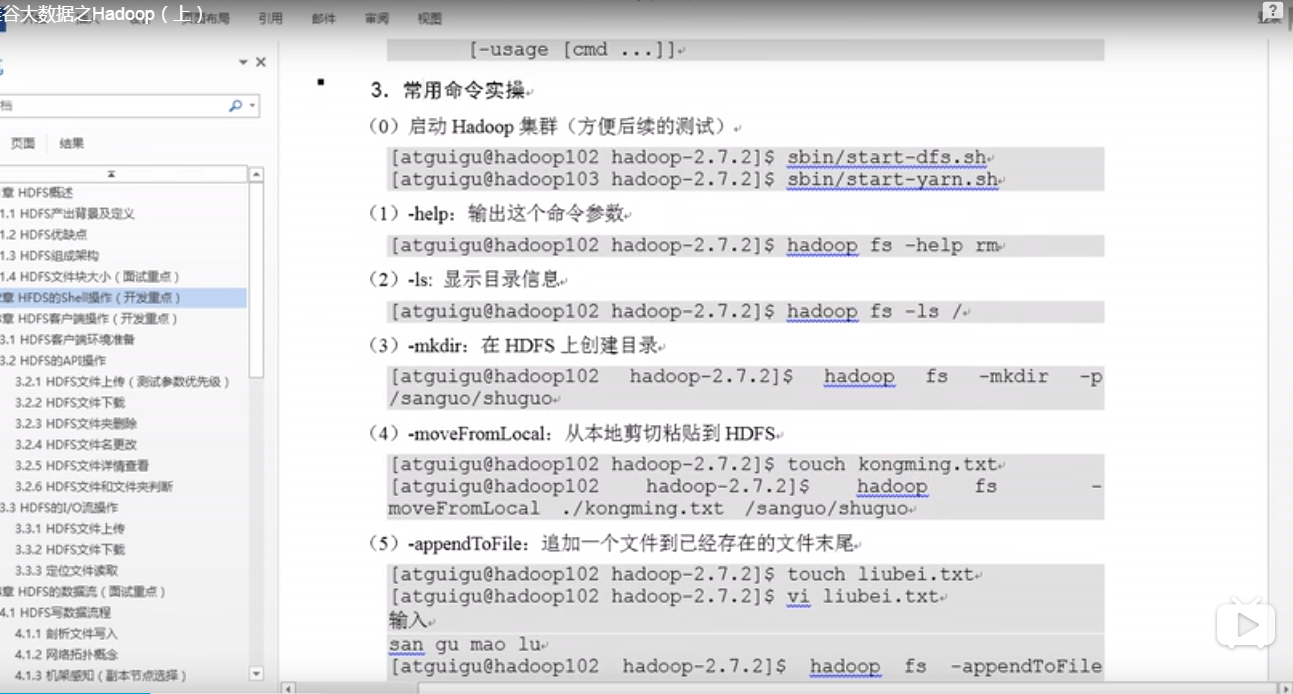 谷大数据之Hadoop（上）
布局 引用 邮件 审阅 视图
?
[-usage [cmd ...]]
3. 常用命令实操
（0）启动 Hadoop 集群（方便后续的测试）
[atguigu@hadoop102 hadoop-2.7.2]$ sbin/start-dfs.sh
[atguigu@hadoop103 hadoop-2.7.2]$ sbin/start-yarn.sh
（1）-help：输出这个命令参数
[atguigu@hadoop102 hadoop-2.7.2]$ hadoop fs -help rm
（2）-ls: 显示目录信息
[atguigu@hadoop102 hadoop-2.7.2]$ hadoop fs -ls /
（3）-mkdir：在 HDFS 上创建目录
[atguigu@hadoop102 hadoop-2.7.2]$ hadoop fs -mkdir -p
/sanguo/shuguo
（4）-moveFromLocal：从本地剪切粘贴到 HDFS
[atguigu@hadoop102 hadoop-2.7.2]$ touch kongming.txt
[atguigu@hadoop102 hadoop-2.7.2]$ hadoop fs -
moveFromLocal ./kongming.txt /sanguo/shuguo
（5）-appendToFile：追加一个文件到已经存在的文件末尾
[atguigu@hadoop102 hadoop-2.7.2]$ touch liubei.txt
[atguigu@hadoop102 hadoop-2.7.2]$ vi liubei.txt
输入
san gu mao lu
[atguigu@hadoop102 hadoop-2.7.2]$ hadoop fs -appendToFile
档
页面 结果
章 HDFS概述
1.1 HDFS产出背景及定义
1.2 HDFS优缺点
1.3 HDFS组成架构
1.4 HDFS文件块大小（面试重点）
章 HFDS的Shell操作（开发重点）
章 HDFS客户端操作（开发重点）
3.1 HDFS客户端环境准备
3.2 HDFS的API操作
3.2.1 HDFS文件上传（测试参数优先级）
3.2.2 HDFS文件下载
3.2.3 HDFS文件夹删除
3.2.4 HDFS文件名更改
3.2.5 HDFS文件详情查看
3.2.6 HDFS文件和文件夹判断
3.3 HDFS的I/O流操作
3.3.1 HDFS文件上传
3.3.2 HDFS文件下载
3.3.3 定位文件读取
章 HDFS的数据流（面试重点）
4.1 HDFS写数据流程
4.1.1 剖析文件写入
4.1.2 网络拓扑概念
4.1.3 机架感知（副本节点选择）